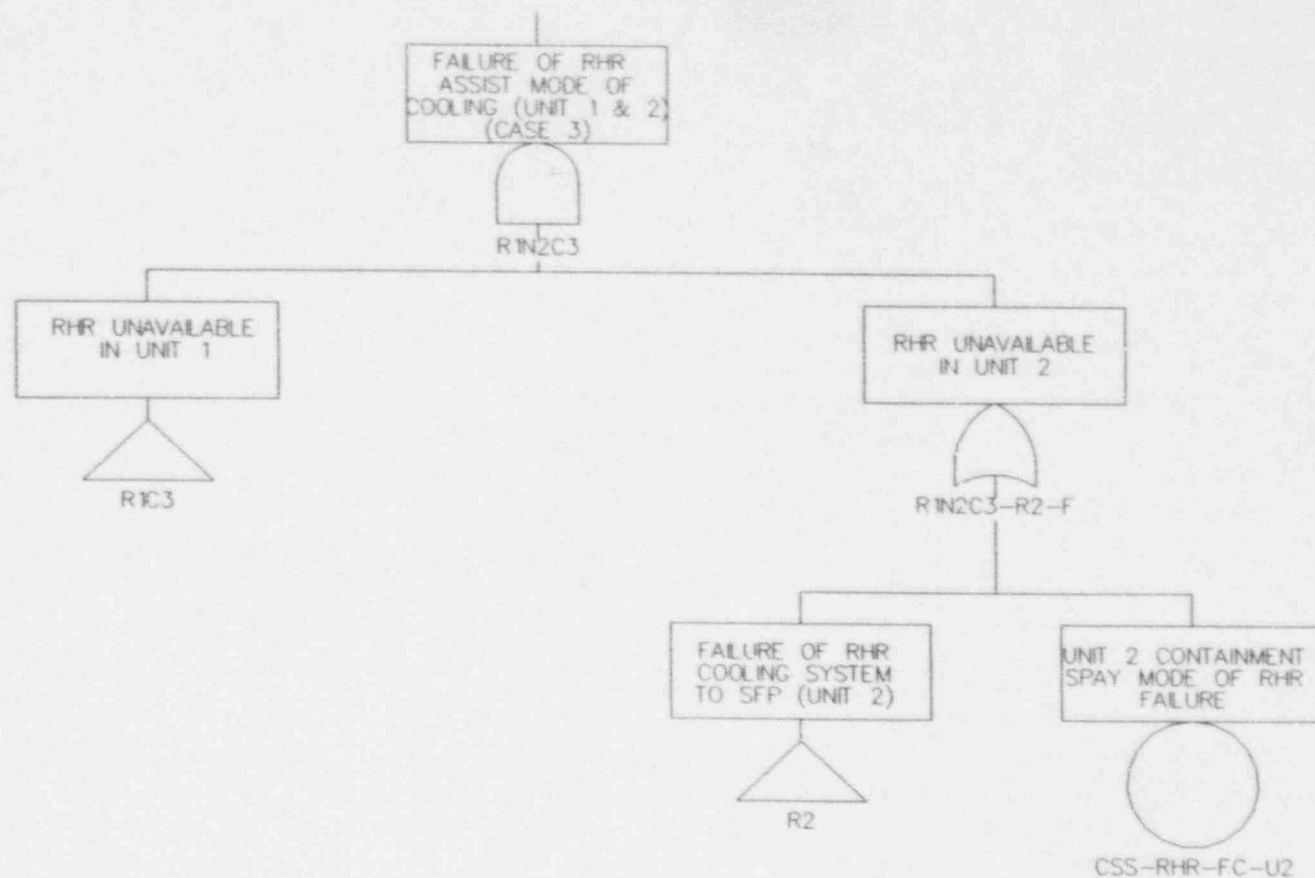 FAILURE OF RHR
ASSIST MODE OF
COOLING (UNIT 1 & 2)
(CASE 3)
R1N2C3
RHR UNAVAILABLE
IN UNIT 1
R1C3
RHR UNAVAILABLE
IN UNIT 2
R1N2C3-R2-F
FAILURE OF RHR
COOLING SYSTEM
TO SFP (UNIT 2)
R2
UNIT 2 CONTAINMENT
SPAY MODE OF RHR
FAILURE
CSS-RHR-FC-U2